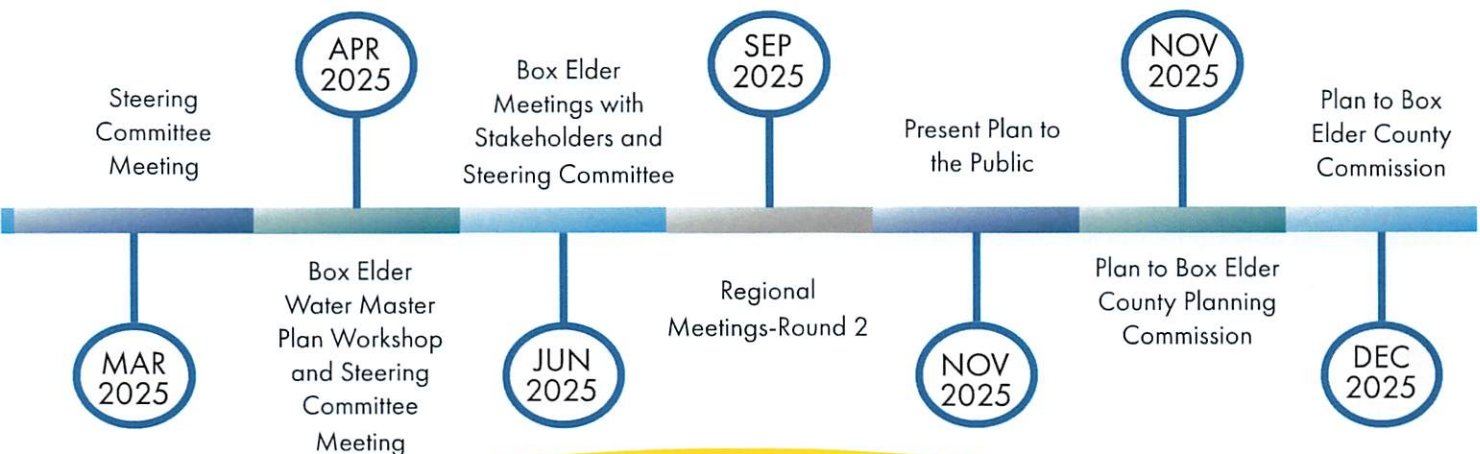 Steering
Committee
Meeting
MAR
2025
APR
2025
Box Elder
Water Master
Plan Workshop
and Steering
Committee
Meeting
Box Elder
Meetings with
Stakeholders and
Steering Committee
JUN
2025
SEP
2025
Regional
Meetings-Round 2
Present Plan to
the Public
NOV
2025
NOV
2025
Plan to Box Elder
County Planning
Commission
Plan to Box
Elder County
Commission
DEC
2025